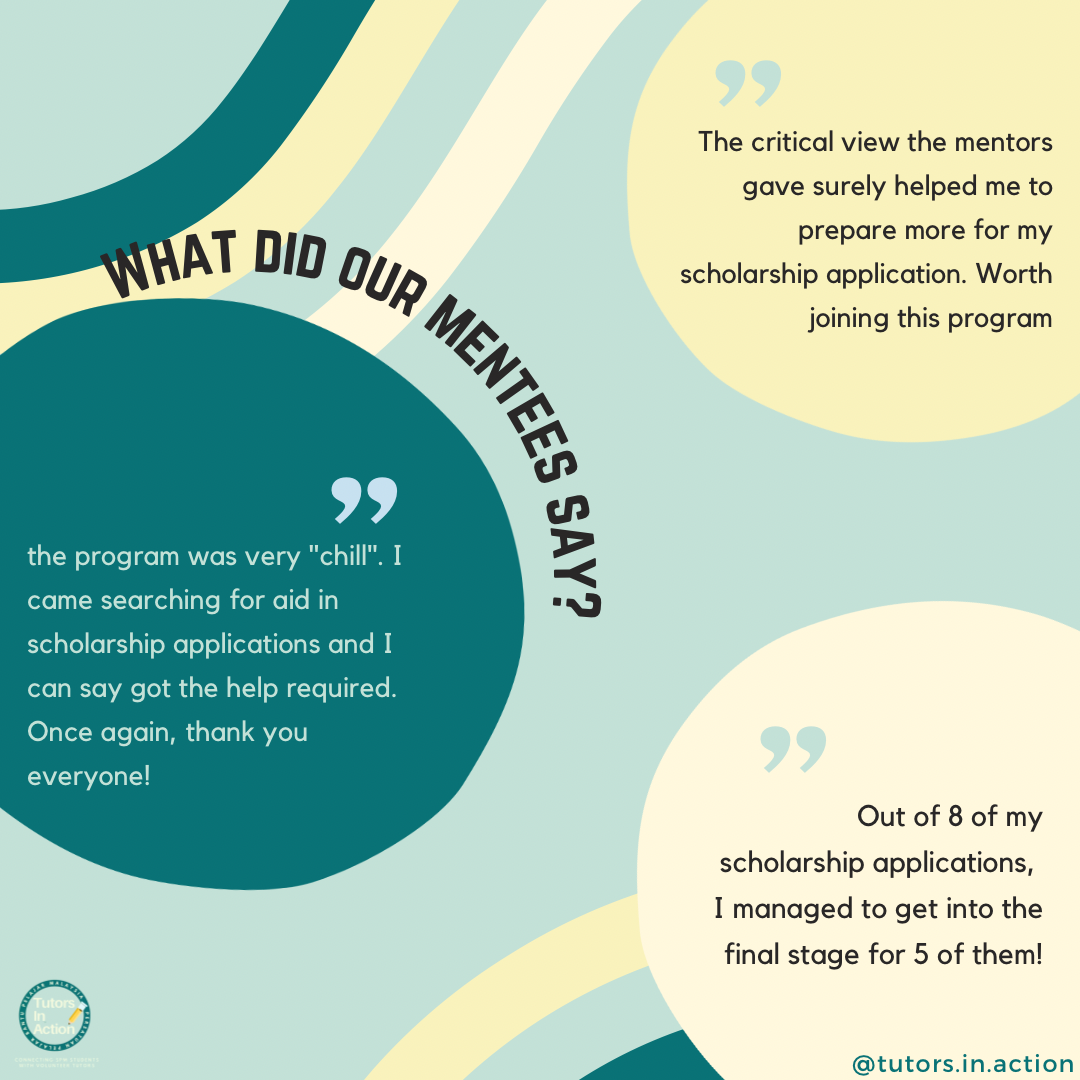 WHAT DID OUR MENTEES SAY?
”
The critical view the mentors
gave surely helped me to
prepare more for my
scholarship application. Worth
joining this program
”
the program was very "chill". I
came searching for aid in
scholarship applications and I
can say got the help required.
Once again, thank you
everyone!
”
Out of 8 of my
scholarship applications,
I managed to get into the
final stage for 5 of them!
Tutors
In
Action
@tutors.in.action